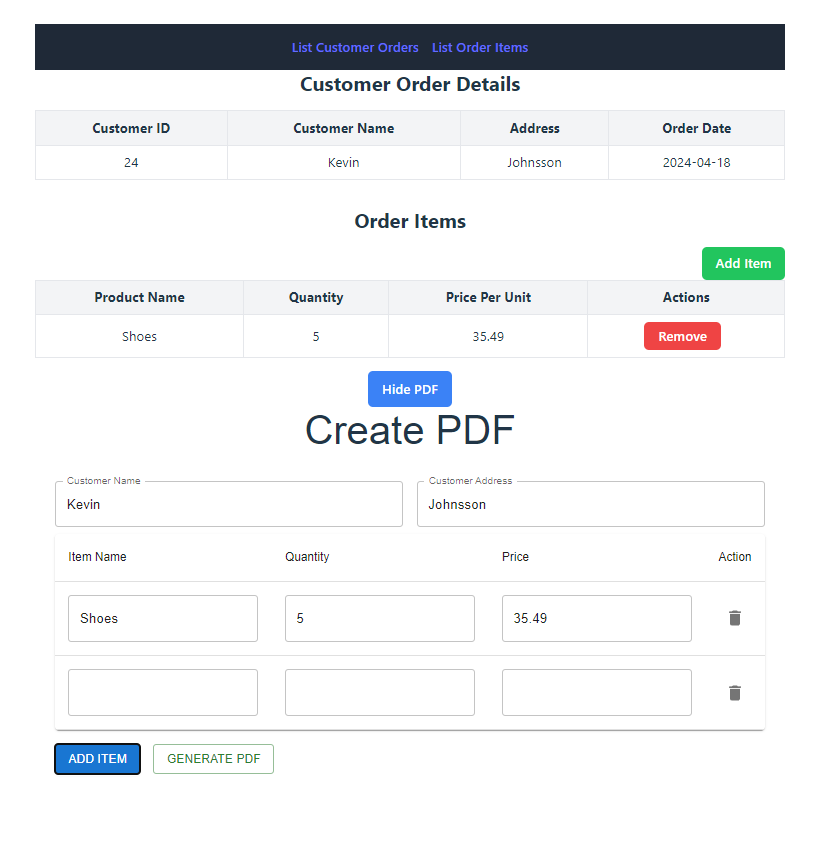 List Customer Orders List Order Items
Customer Order Details
Customer ID Customer Name Address Order Date
24 Kevin Johnsson 2024-04-18
Order Items
Add Item
Product Name Quantity Price Per Unit Actions
Shoes 5 35.49 Remove
Hide PDF
Create PDF
Customer Name Customer Address
Kevin Johnsson
Item Name Quantity Price Action
Shoes 5 35.49
ADD ITEM GENERATE PDF